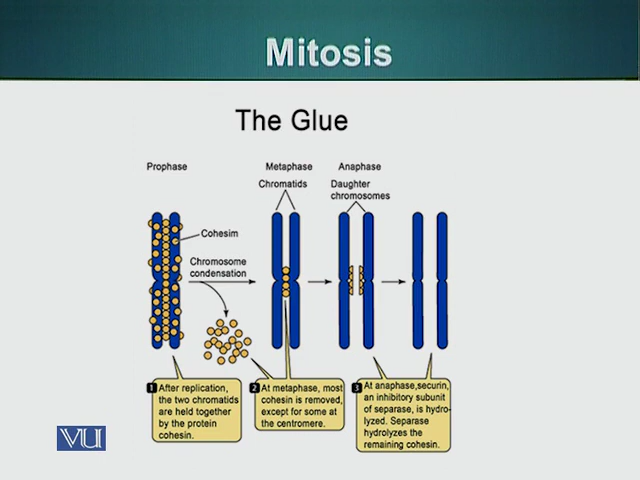 Mitosis
The Glue
Prophase
Metaphase
Anaphase
Chromatids
Daughter
chromosomes
Cohesim
Chromosome
condensation
1 After replication,
the two chromatids
are held together
by the protein
cohesin.
2 At metaphase, most
cohesin is removed,
except for some at
the centromere.
3 At anaphase,securin,
an inhibitory subunit
of separase, is hydro-
lyzed. Separase
hydrolyzes the
remaining cohesin.
VU